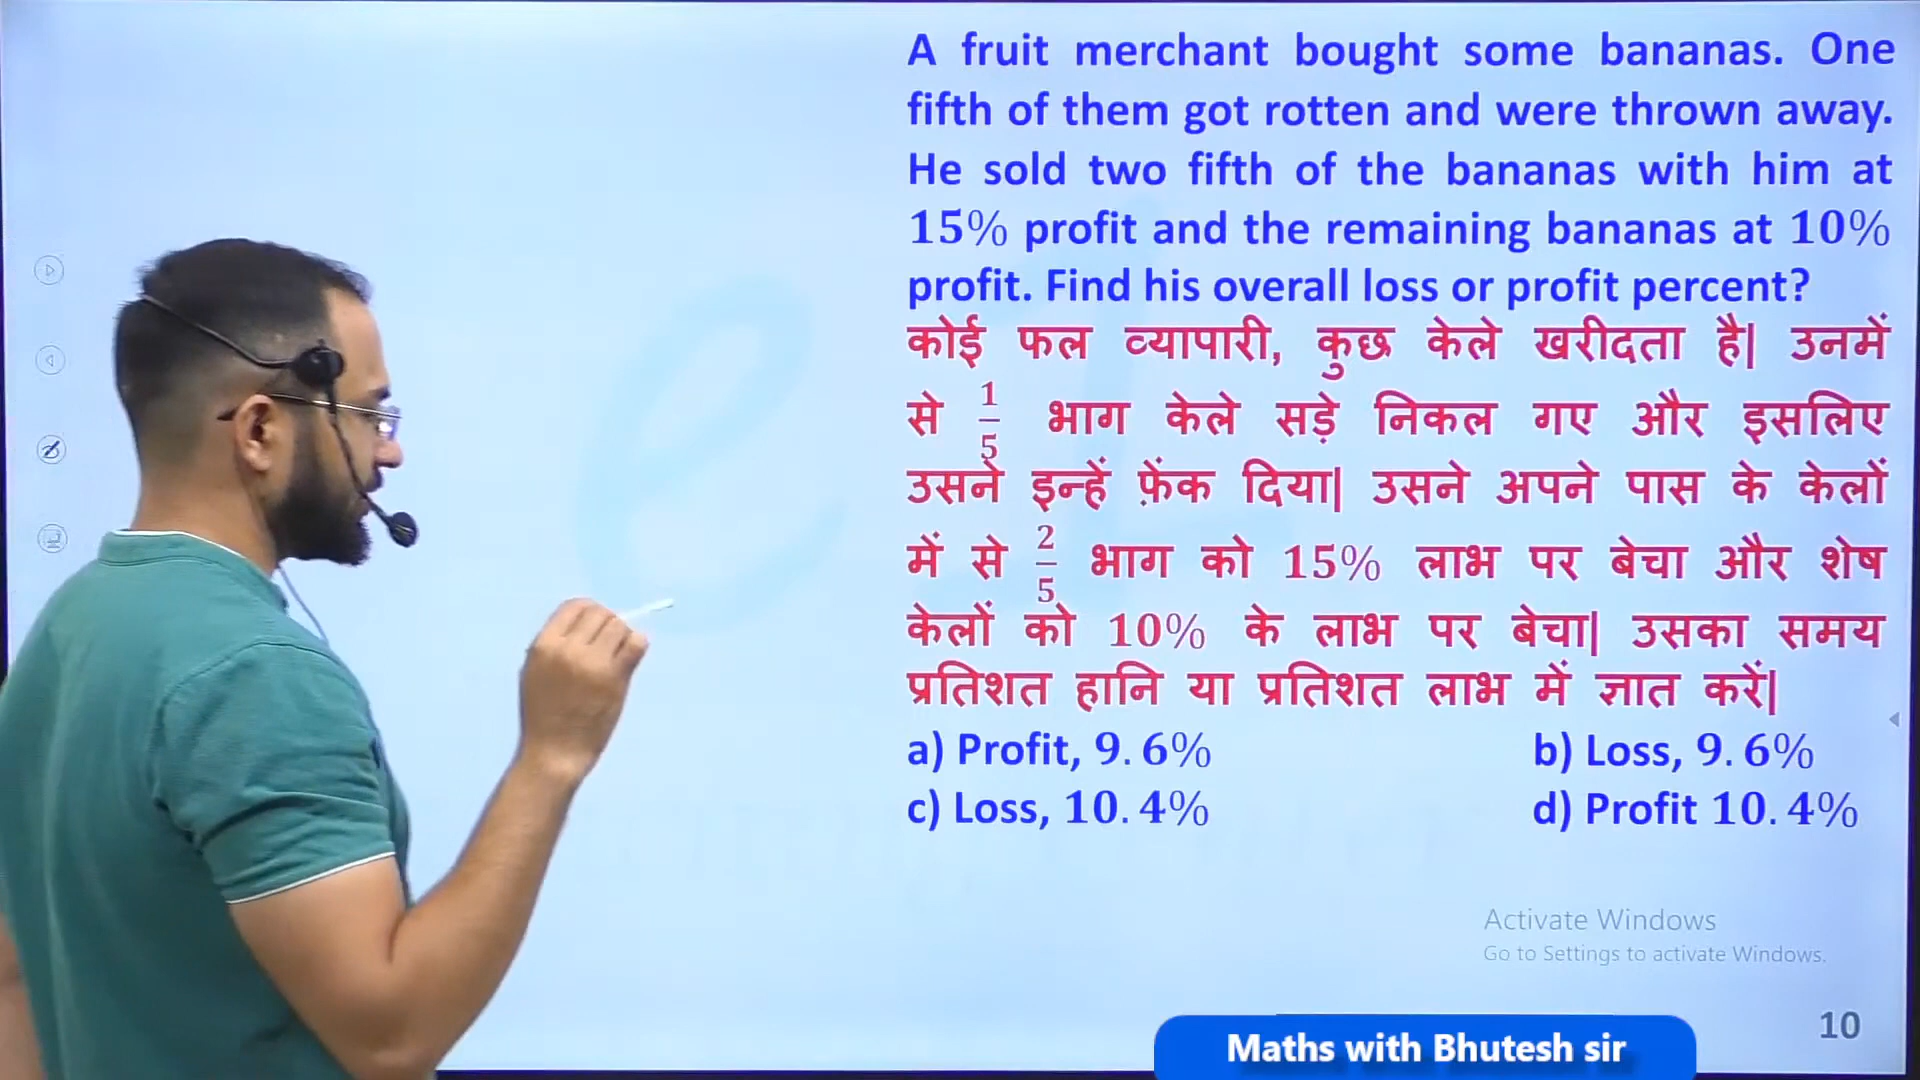 A fruit merchant bought some bananas. One
fifth of them got rotten and were thrown away.
He sold two fifth of the bananas with him at
15% profit and the remaining bananas at 10%
profit. Find his overall loss or profit percent?
कोई फल व्यापारी, कुछ केले खरीदता है| उनमें
से 1/5 भाग केले सड़े निकल गए और इसलिए
उसने इन्हें फ़ेंक दिया| उसने अपने पास के केलों
में से 2/5 भाग को 15% लाभ पर बेचा और शेष
केलों को 10% के लाभ पर बेचा| उसका समय
प्रतिशत हानि या प्रतिशत लाभ में ज्ञात करें|
a) Profit, 9.6% b) Loss, 9.6%
c) Loss, 10.4% d) Profit 10.4%
Activate Windows
Go to Settings to activate Windows.
10
Maths with Bhutesh sir